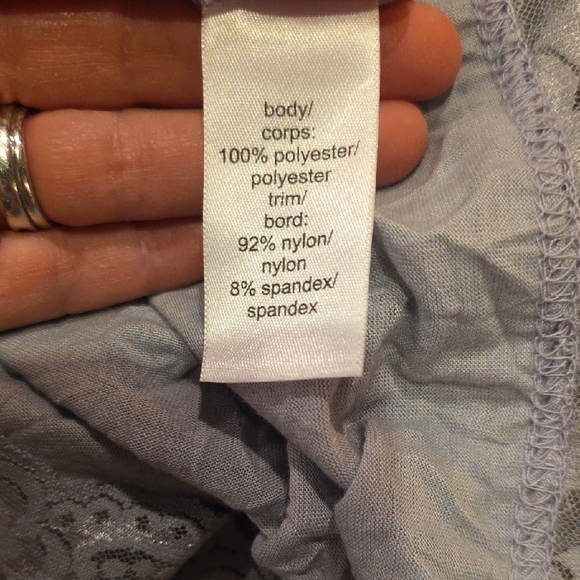 body/
corps:
100% polyester/
polyester
trim/
bord:
92% nylon/
nylon
8% spandex/
spandex